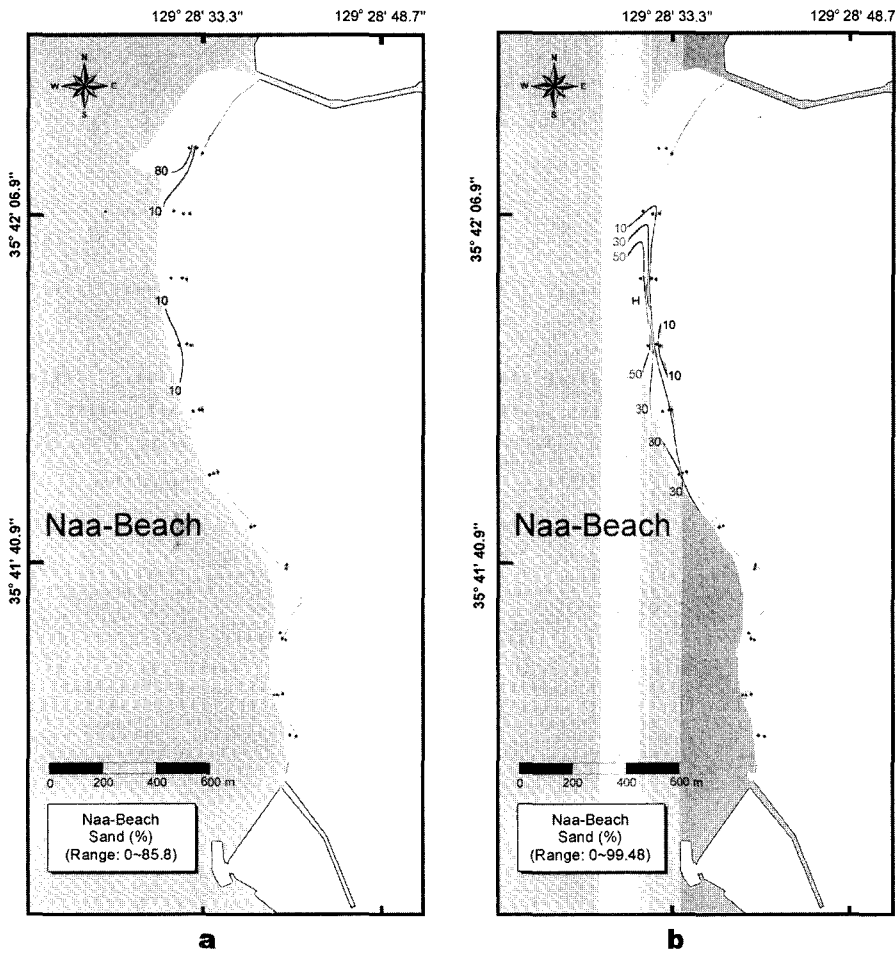 129° 28' 33.3"
129° 28' 48.7"
N
W
E
S
35° 42' 06.9"
35° 41' 40.9"
80
10
10
10
Naa-Beach
0
200
400
600 m
Naa-Beach
Sand (%)
(Range: 0~85.8)
a
129° 28' 33.3"
129° 28' 48.7"
N
W
E
S
35° 42' 06.9"
35° 41' 40.9"
10
30
50
H
10
50
10
30
30
30
Naa-Beach
0
200
400
600 m
Naa-Beach
Sand (%)
(Range: 0~99.48)
b